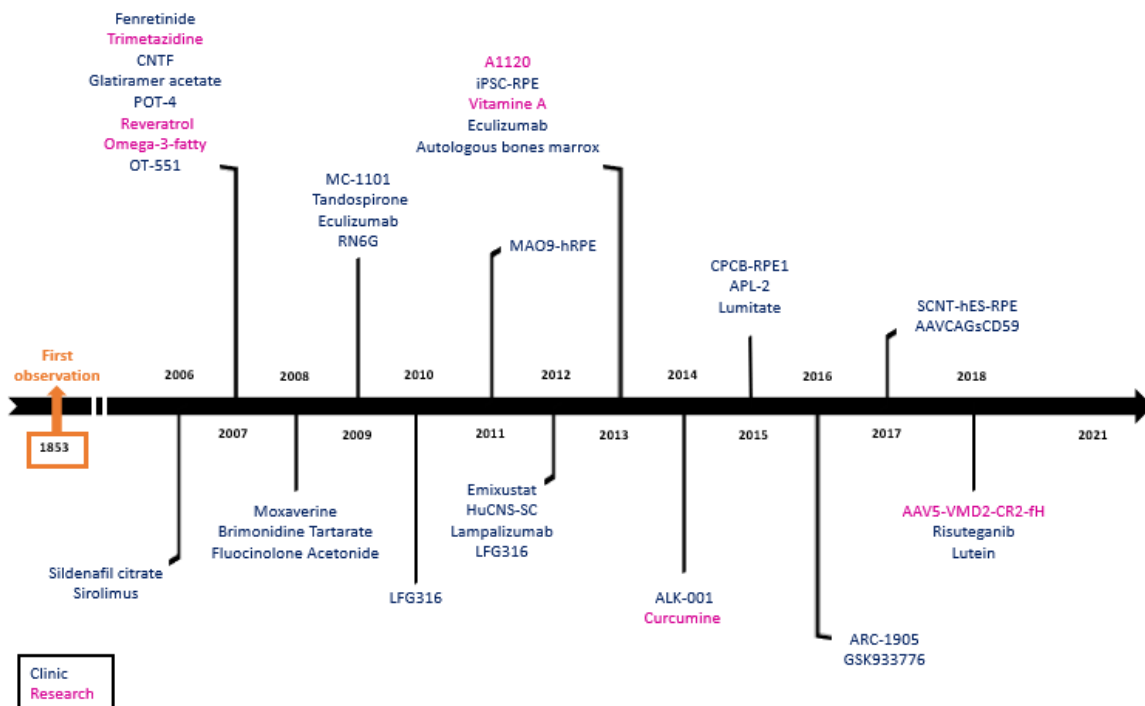 Fenretinide
Trimetazidine
CNTF
Glatiramer acetate
POT-4
Reveratrol
Omega-3-fatty
OT-551
MC-1101
Tandospirone
Eculizumab
RN6G
A1120
iPSC-RPE
Vitamine A
Eculizumab
Autologous bones marrox
MAO9-hRPE
CPCB-RPE1
APL-2
Lumitate
SCNT-hES-RPE
AAVCAGsCD59
First
observation
2006
2008
2010
2012
2014
2016
2018
1853
2007
2009
2011
2013
2015
2017
2021
Sildenafil citrate
Sirolimus
Moxaverine
Brimonidine Tartarate
Fluocinolone Acetonide
LFG316
Emixustat
HuCNS-SC
Lampalizumab
LFG316
ALK-001
Curcumine
ARC-1905
GSK933776
AAV5-VMD2-CR2-fH
Risuteganib
Lutein
Clinic
Research